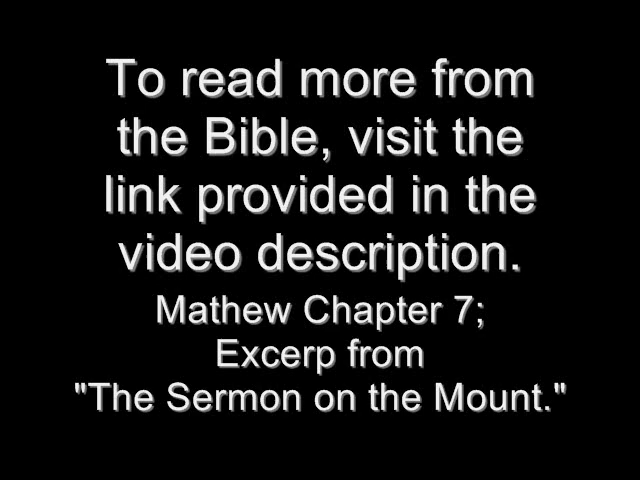 To read more from
the Bible, visit the
link provided in the
video description.
Mathew Chapter 7;
Excerp from
"The Sermon on the Mount."